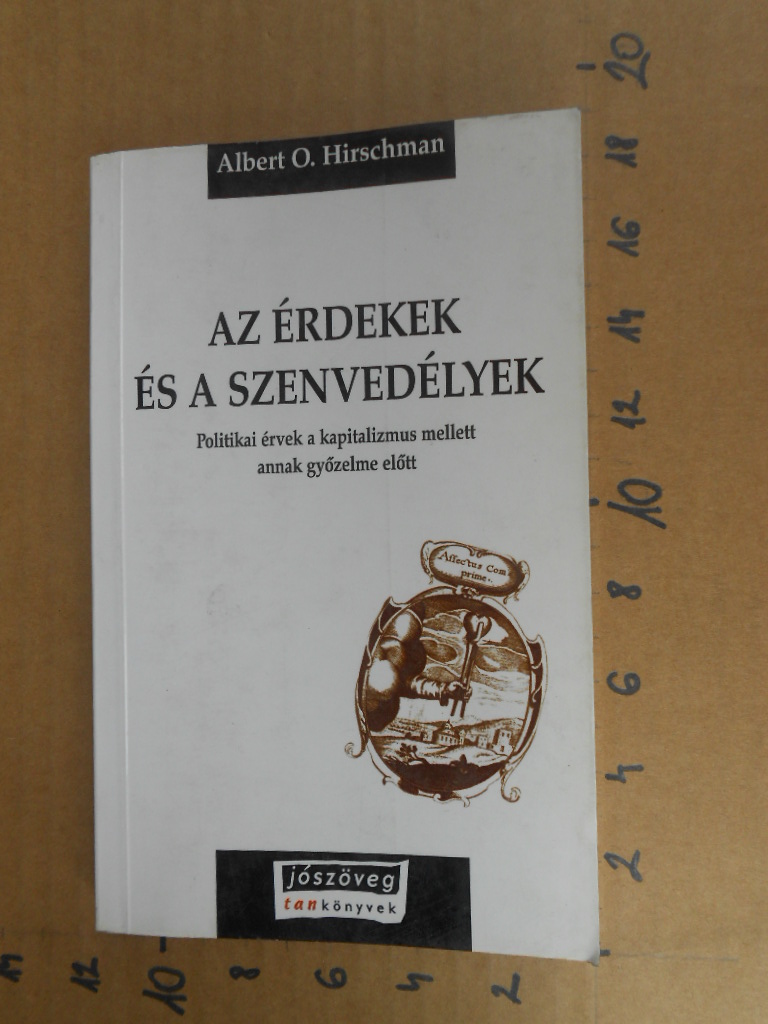 Albert O. Hirschman
AZ ÉRDEKEK
ÉS A SZENVEDÉLYEK
Politikai érvek a kapitalizmus mellett
annak győzelme előtt
Affectus Com
prime.
jószöveg
tankönyvek
20
18
16
14
12
10
8
6
4
2
14
12
10
8
6
4
2